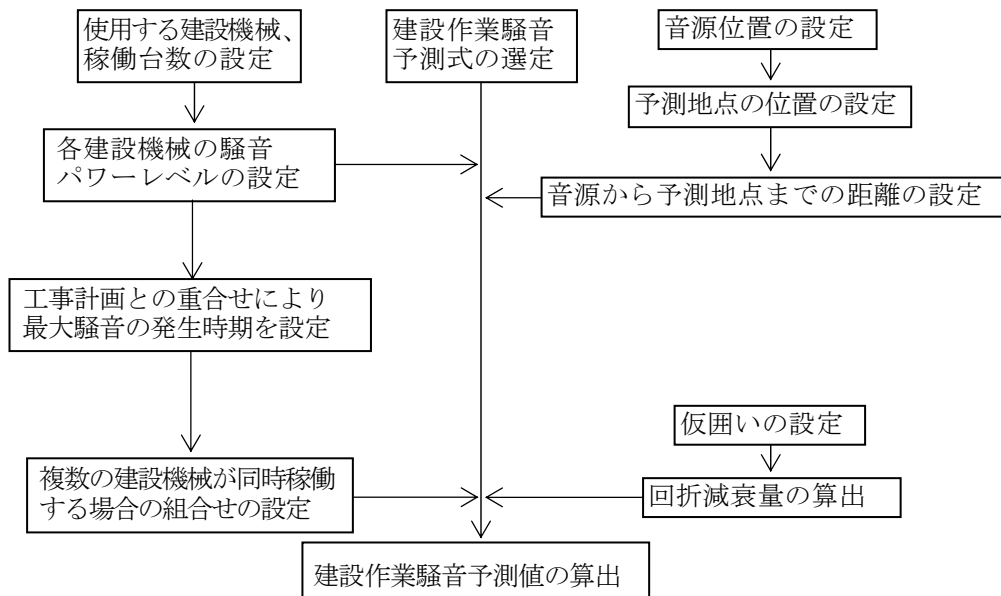 使用する建設機械、
稼働台数の設定
建設作業騒音
予測式の選定
音源位置の設定
予測地点の位置の設定
各建設機械の騒音
パワーレベルの設定
音源から予測地点までの距離の設定
工事計画との重合せにより
最大騒音の発生時期を設定
仮囲いの設定
複数の建設機械が同時稼働
する場合の組合せの設定
回折減衰量の算出
建設作業騒音予測値の算出